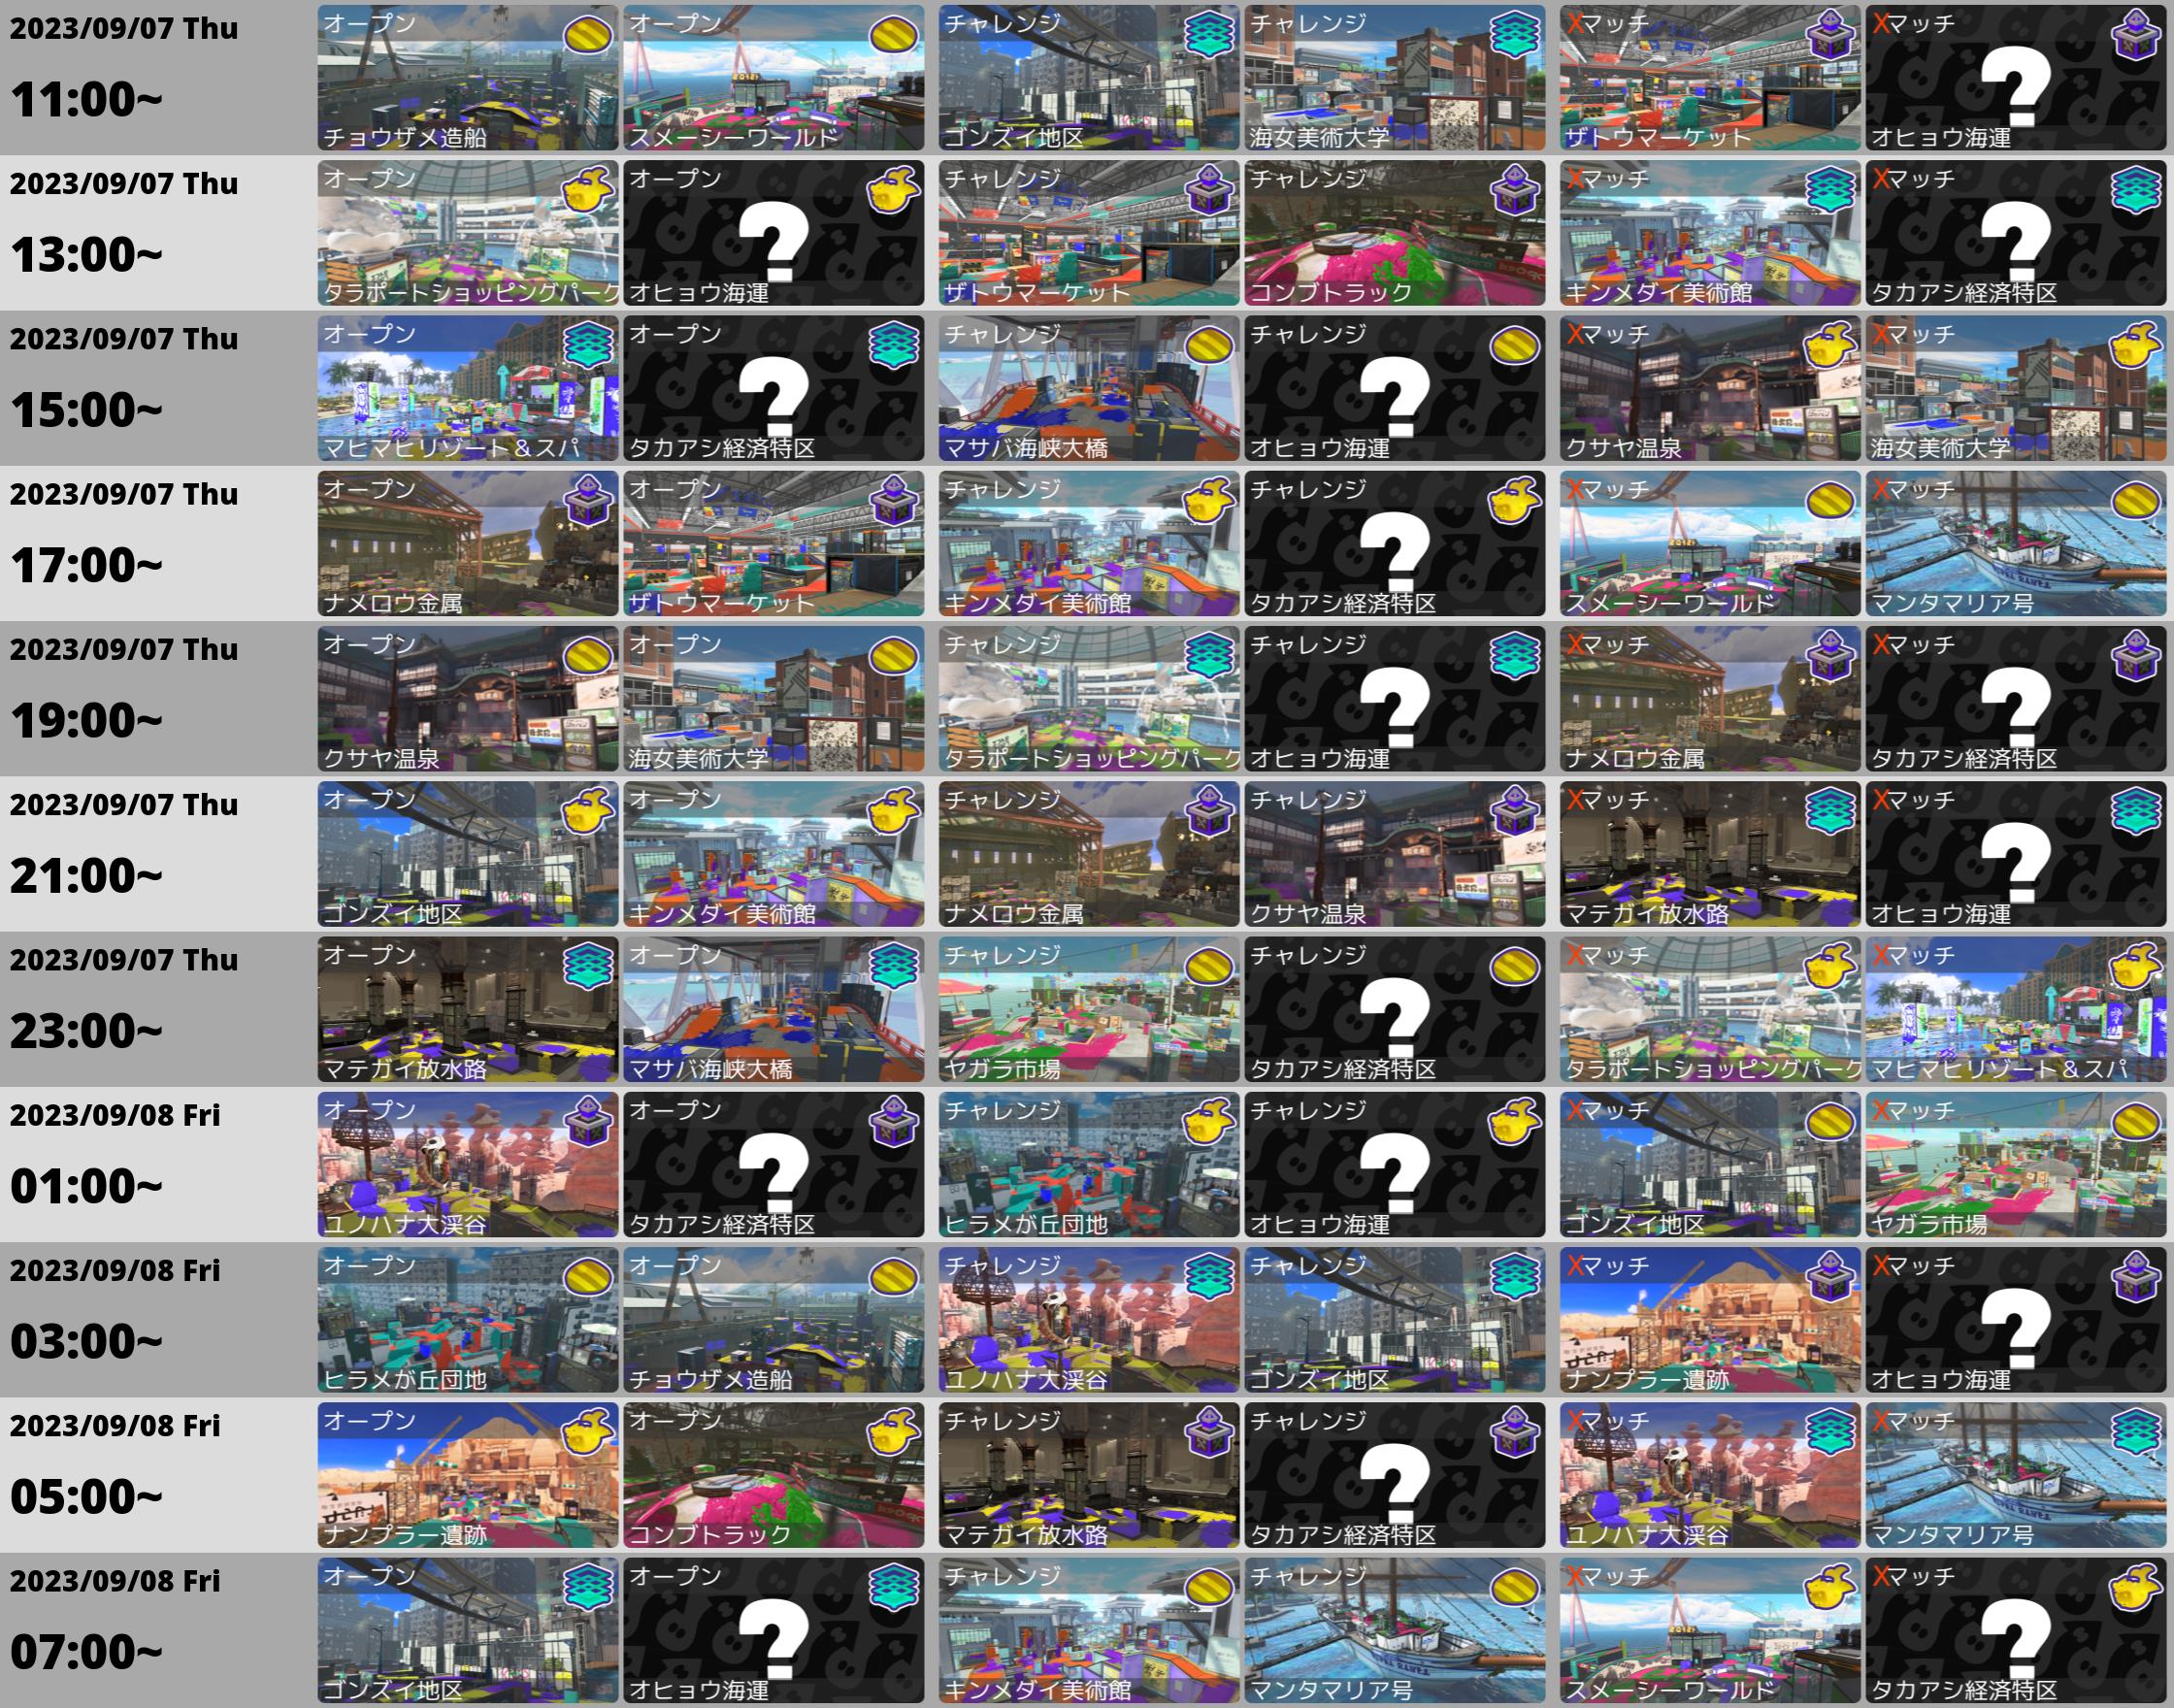 2023/09/07 Thu
11:00~
オープン
チョウザメ造船
オープン
スメーシーワールド
チャレンジ
ゴンズイ地区
チャレンジ
海女美術大学
Xマッチ
ザトウマーケット
Xマッチ
?
オヒョウ海運
2023/09/07 Thu
13:00~
オープン
タラポートショッピングパーク
オープン
?
オヒョウ海運
チャレンジ
ザトウマーケット
チャレンジ
コンブトラック
Xマッチ
キンメダイ美術館
Xマッチ
?
タカアシ経済特区
2023/09/07 Thu
15:00~
オープン
マヒマヒリゾート＆スパ
オープン
?
タカアシ経済特区
チャレンジ
マサバ海峡大橋
チャレンジ
?
オヒョウ海運
Xマッチ
クサヤ温泉
Xマッチ
海女美術大学
2023/09/07 Thu
17:00~
オープン
ナメロウ金属
オープン
ザトウマーケット
チャレンジ
キンメダイ美術館
チャレンジ
?
タカアシ経済特区
Xマッチ
スメーシーワールド
Xマッチ
マンタマリア号
2023/09/07 Thu
19:00~
オープン
クサヤ温泉
オープン
海女美術大学
チャレンジ
タラポートショッピングパーク
チャレンジ
?
オヒョウ海運
Xマッチ
ナメロウ金属
Xマッチ
?
タカアシ経済特区
2023/09/07 Thu
21:00~
オープン
ゴンズイ地区
オープン
キンメダイ美術館
チャレンジ
ナメロウ金属
チャレンジ
クサヤ温泉
Xマッチ
マテガイ放水路
Xマッチ
?
オヒョウ海運
2023/09/07 Thu
23:00~
オープン
マテガイ放水路
オープン
マサバ海峡大橋
チャレンジ
ヤガラ市場
チャレンジ
?
タカアシ経済特区
Xマッチ
タラポートショッピングパーク
Xマッチ
マヒマヒリゾート＆スパ
2023/09/08 Fri
01:00~
オープン
ユノハナ大渓谷
オープン
?
タカアシ経済特区
チャレンジ
ヒラメが丘団地
チャレンジ
?
オヒョウ海運
Xマッチ
ゴンズイ地区
Xマッチ
ヤガラ市場
2023/09/08 Fri
03:00~
オープン
ヒラメが丘団地
オープン
チョウザメ造船
チャレンジ
ユノハナ大渓谷
チャレンジ
ゴンズイ地区
Xマッチ
ナンプラー遺跡
Xマッチ
?
オヒョウ海運
2023/09/08 Fri
05:00~
オープン
ナンプラー遺跡
オープン
コンブトラック
チャレンジ
マテガイ放水路
チャレンジ
?
タカアシ経済特区
Xマッチ
ユノハナ大渓谷
Xマッチ
マンタマリア号
2023/09/08 Fri
07:00~
オープン
ゴンズイ地区
オープン
?
オヒョウ海運
チャレンジ
キンメダイ美術館
チャレンジ
マンタマリア号
Xマッチ
スメーシーワールド
Xマッチ
?
タカアシ経済特区